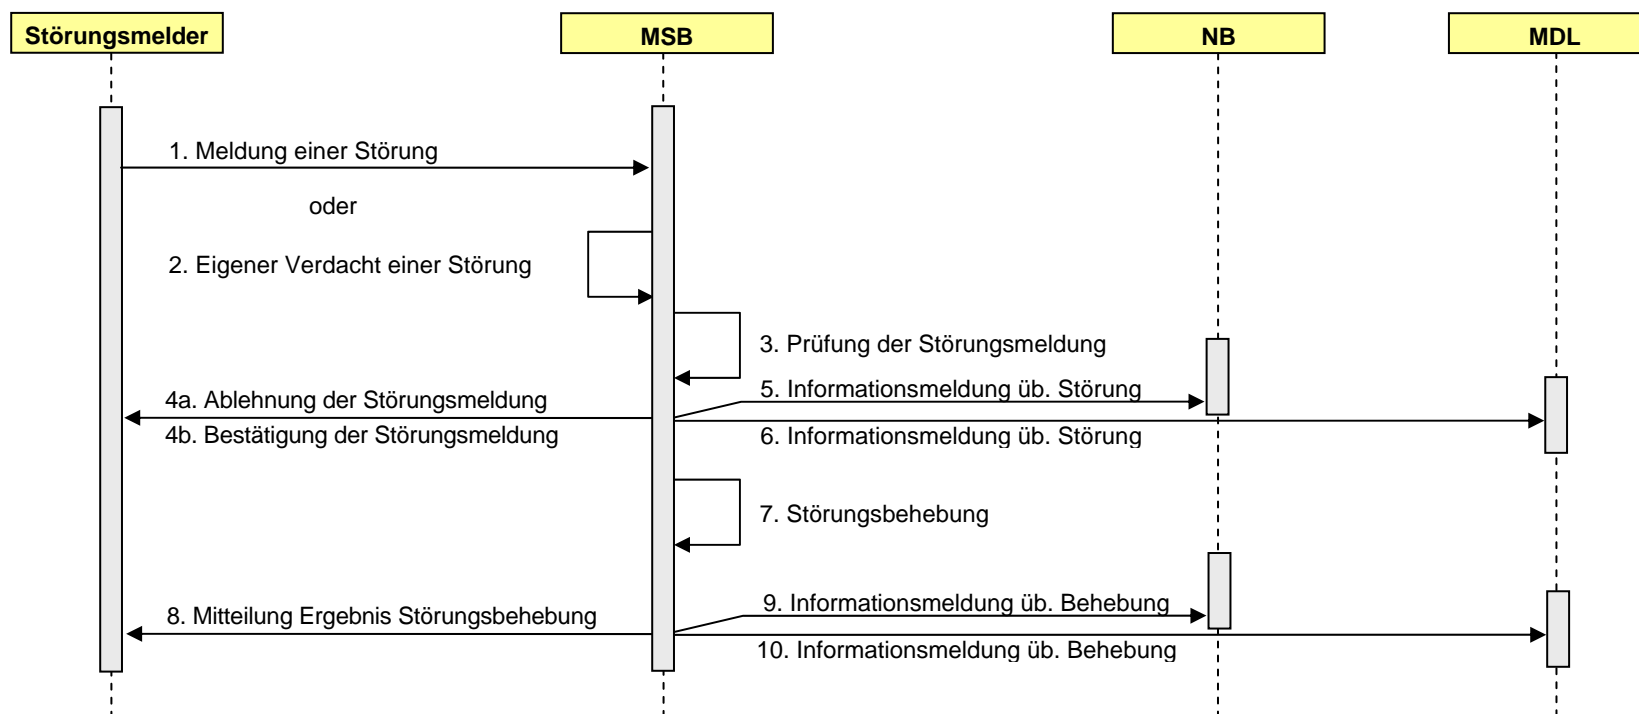 Störungsmelder
MSB
NB
MDL
1. Meldung einer Störung
oder
2. Eigener Verdacht einer Störung
3. Prüfung der Störungsmeldung
4a. Ablehnung der Störungsmeldung
5. Informationsmeldung üb. Störung
4b. Bestätigung der Störungsmeldung
6. Informationsmeldung üb. Störung
7. Störungsbehebung
8. Mitteilung Ergebnis Störungsbehebung
9. Informationsmeldung üb. Behebung
10. Informationsmeldung üb. Behebung